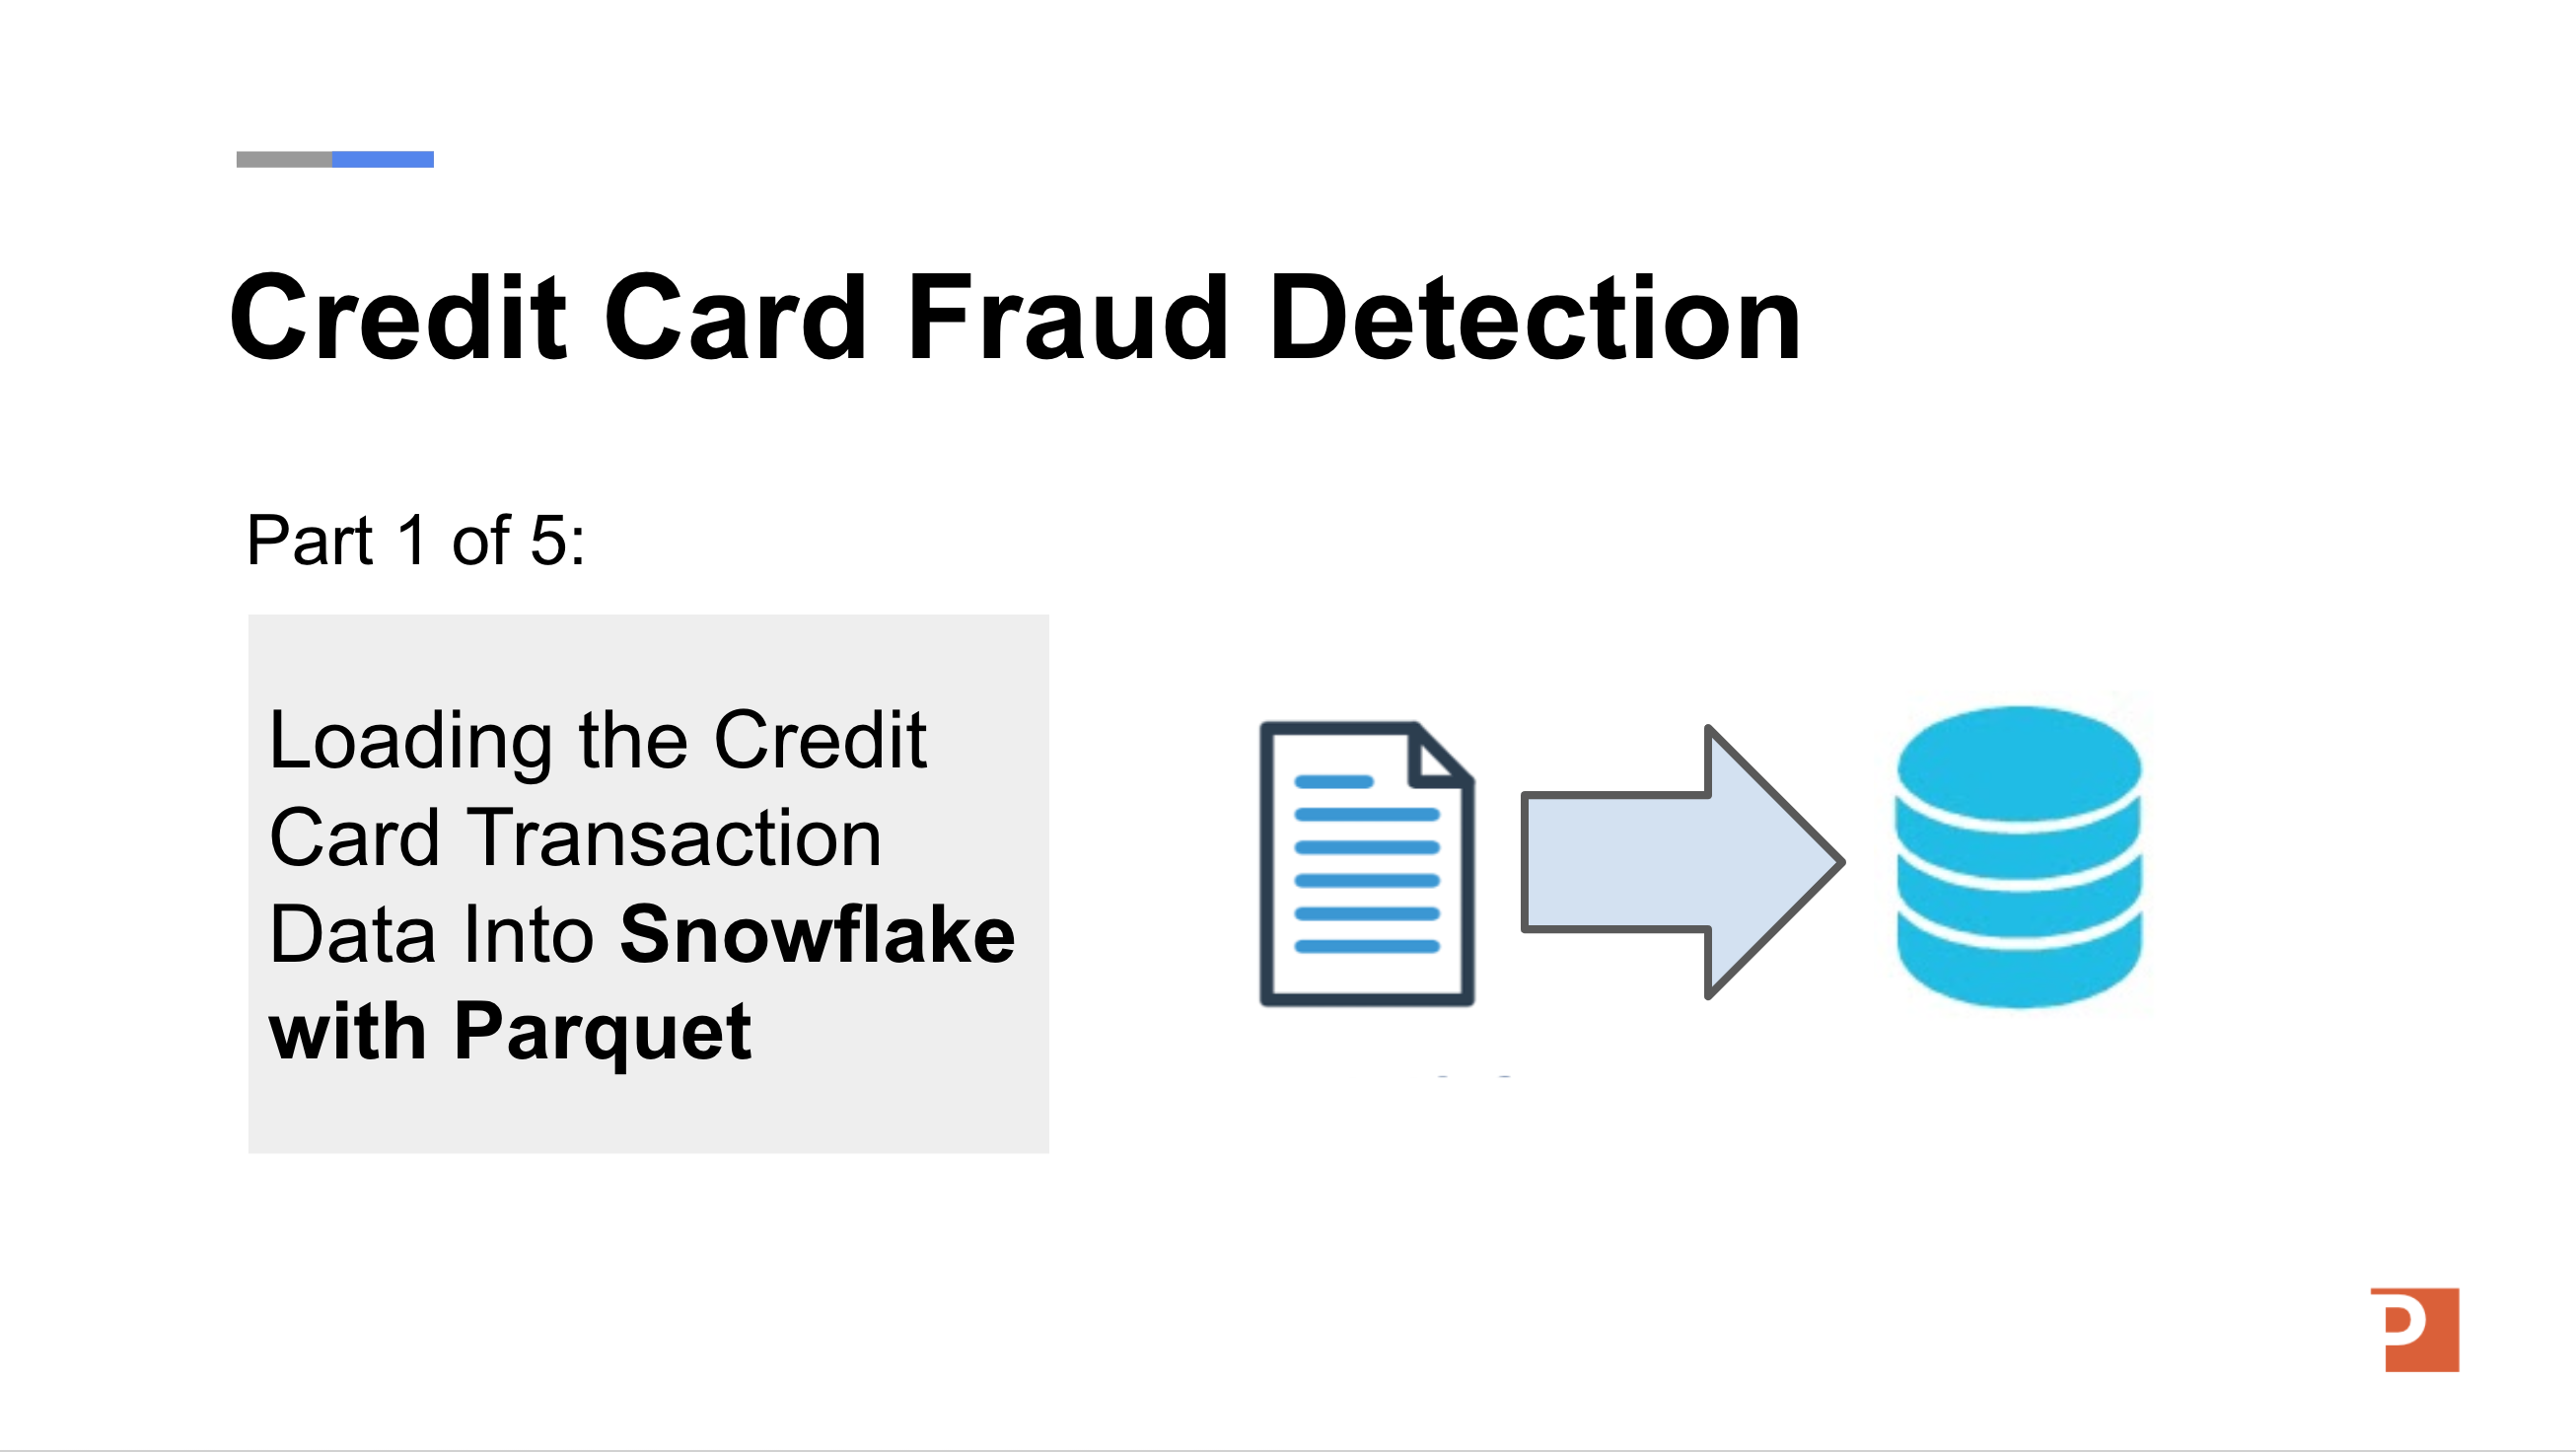 Credit Card Fraud Detection
Part 1 of 5:
Loading the Credit
Card Transaction
Data Into Snowflake
with Parquet
P